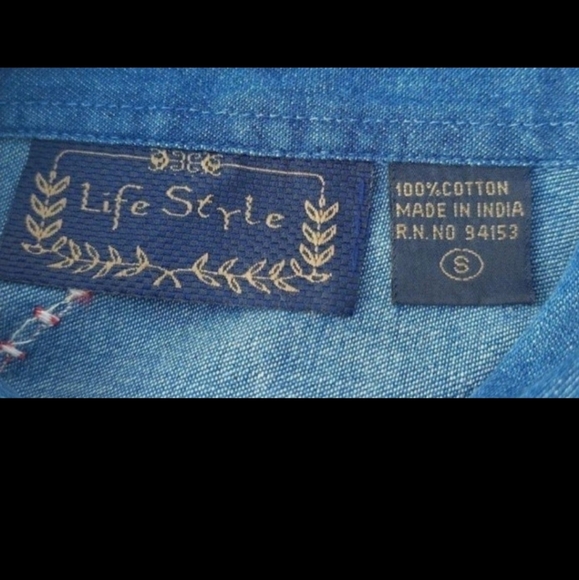 Life Style
100% COTTON
MADE IN INDIA
R.N. NO 94153
S